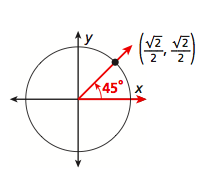 y
(√2/2, √2/2)
45°
x